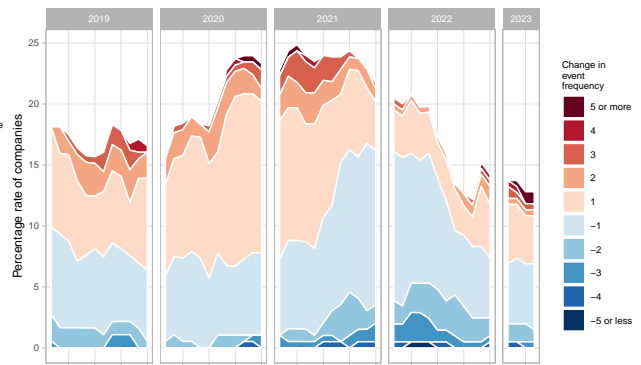 2019 2020 2021 2022 2023
25
20
15
10
5
0
Percentage rate of companies
Change in
event
frequency
5 or more
4
3
2
1
−1
−2
−3
−4
−5 or less